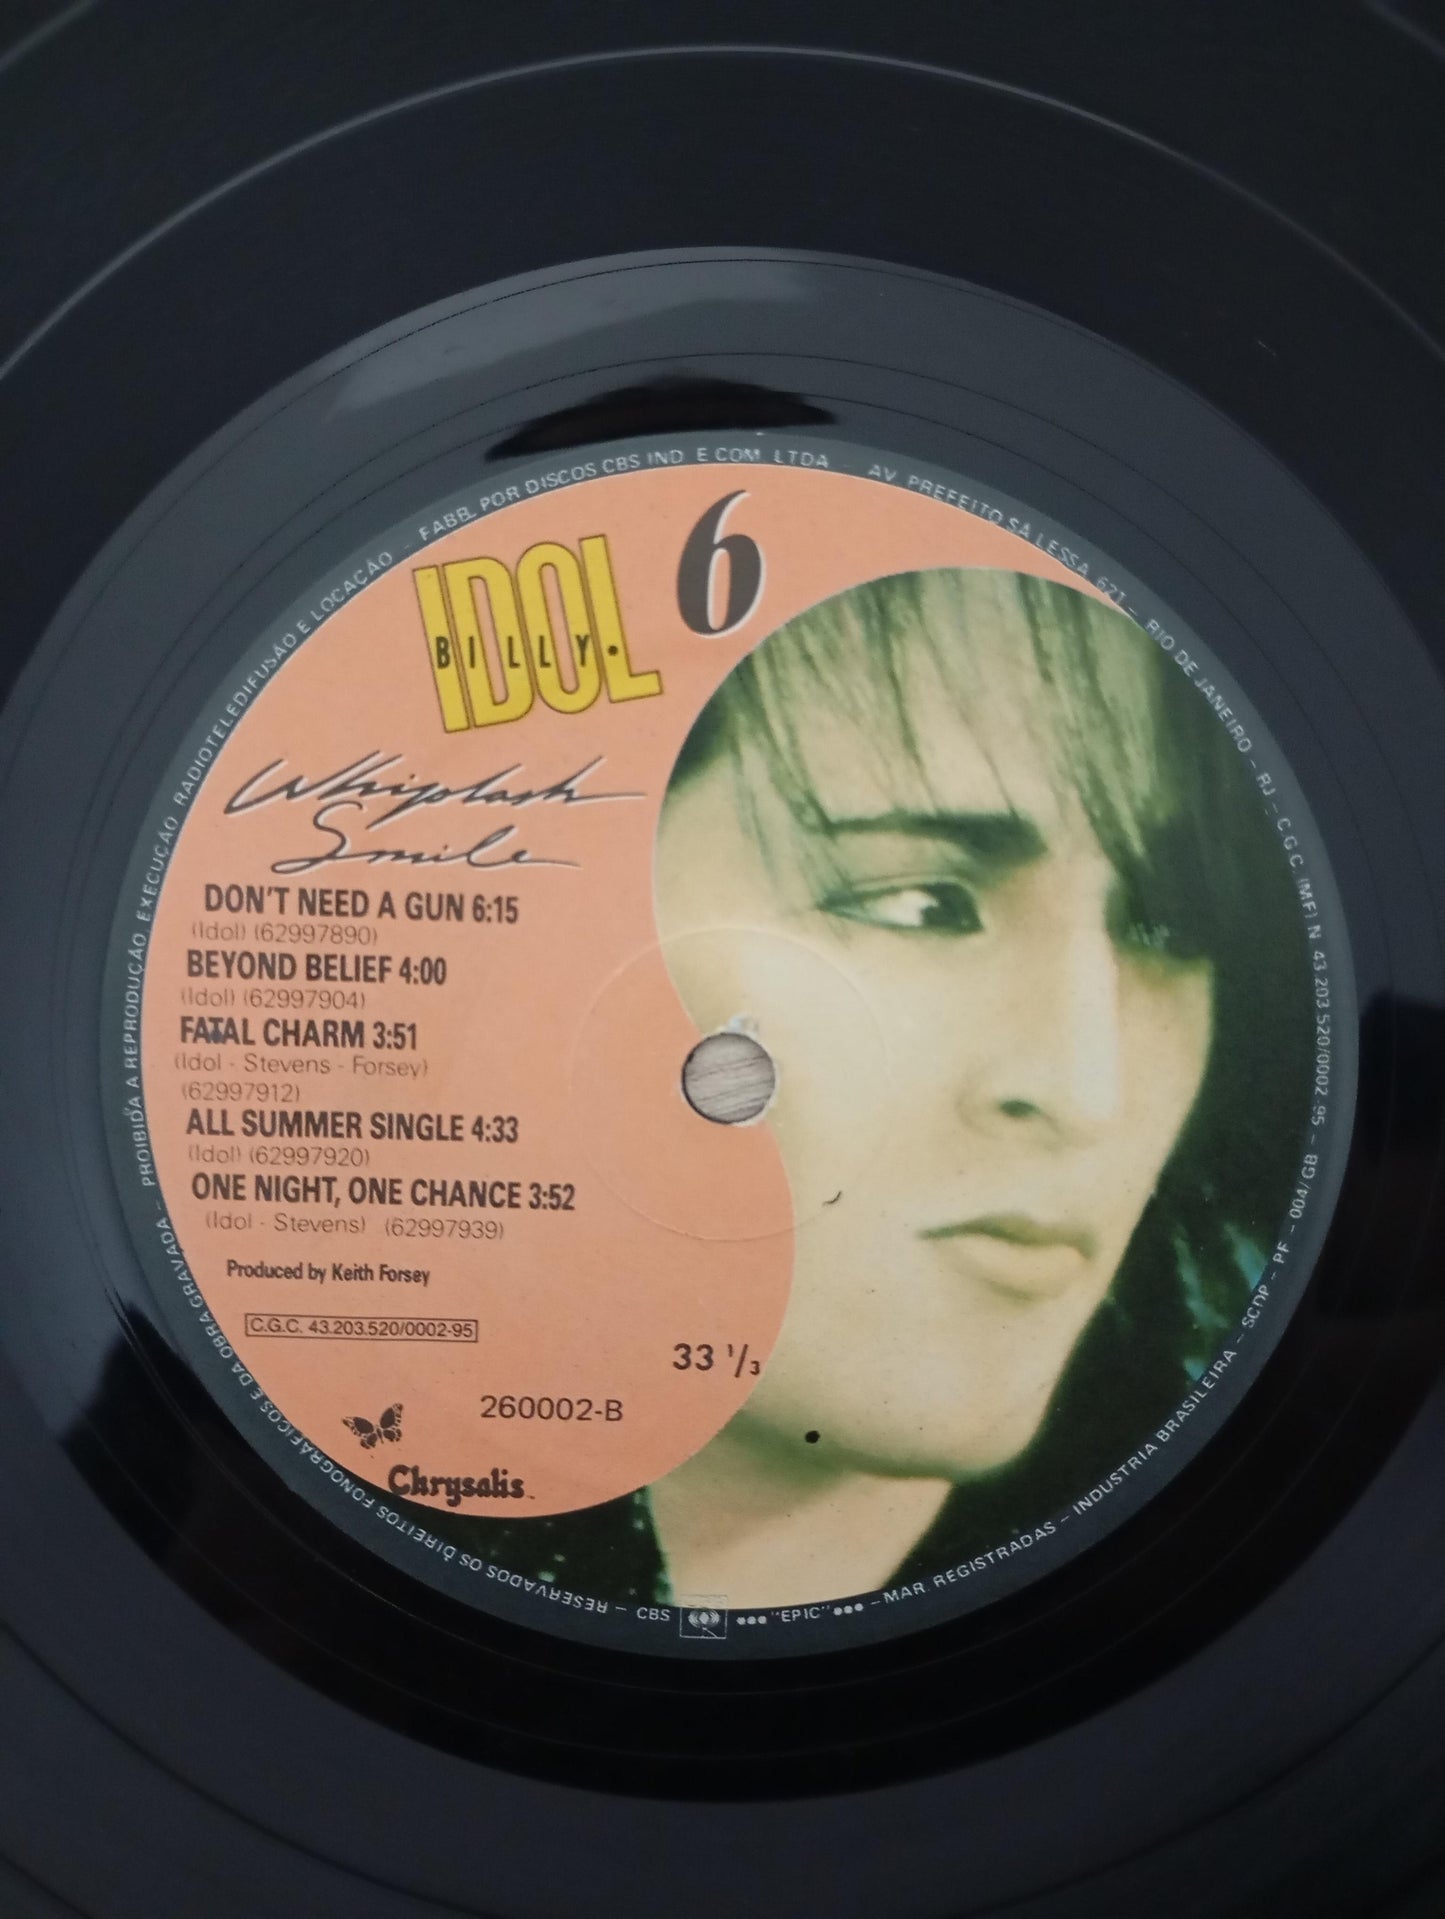 IDOL
BILLY.
6
Whiplash
Smile
DON'T NEED A GUN 6:15
(Idol) (62997890)
BEYOND BELIEF 4:00
(Idol) (62997904)
FATAL CHARM 3:51
(Idol - Stevens - Forsey)
(62997912)
ALL SUMMER SINGLE 4:33
(Idol) (62997920)
ONE NIGHT, ONE CHANCE 3:52
(Idol - Stevens) (62997939)
Produced by Keith Forsey
C.G.C. 43.203.520/0002-95
33 1/3
260002-B
Chrysalis
RESERVADOS OS DIREITOS FONOGRÁFICOS E DA OBRA GRAVADA - PROIBIDA A REPRODUÇÃO, EXECUÇÃO RADIOTELEDIFUSÃO E LOCAÇÃO - FABR. POR DISCOS CBS IND E COM. LTDA - AV. PREFEITO SÁ LESSA, 621 - RIO DE JANEIRO - RJ - C.G.C. (MF) N 43.203.520/0002-95 - GB 004/ - PF - SCDP - INDUSTRIA BRASILEIRA - MAR. REGISTRADAS - "EPIC" CBS